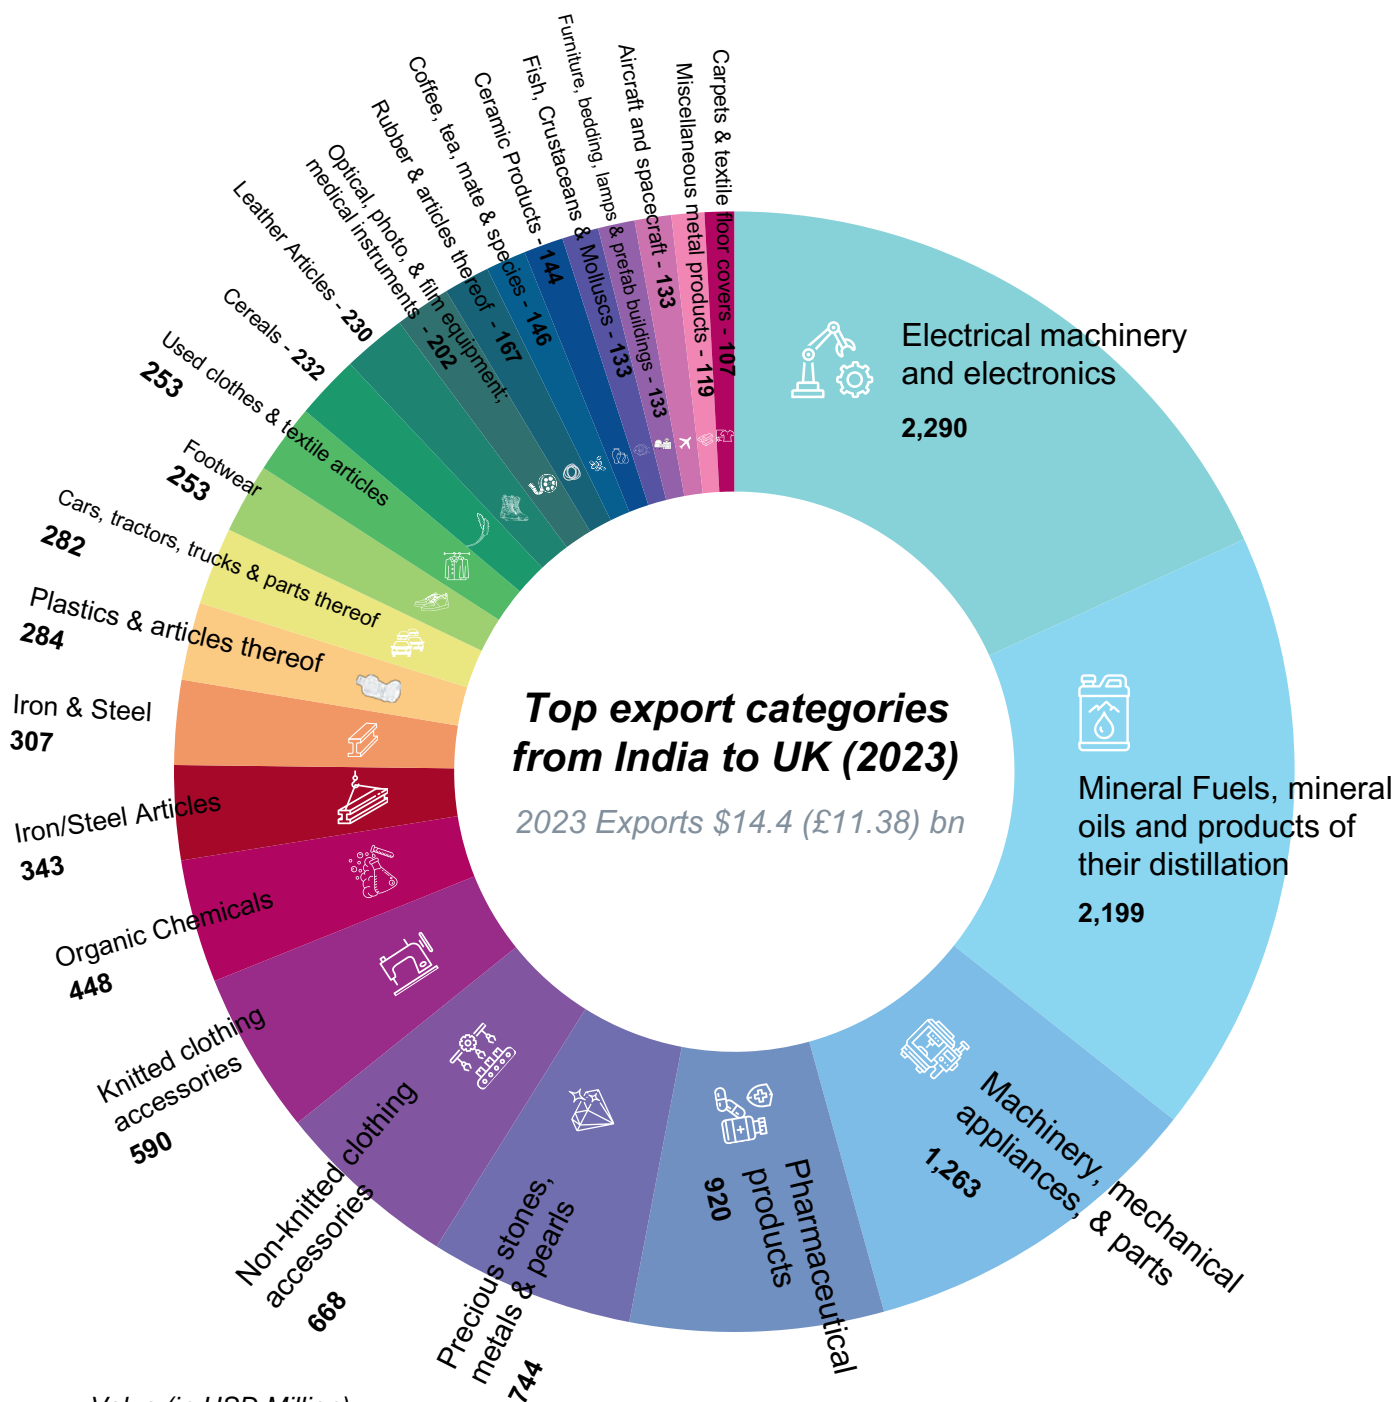 Top export categories
from India to UK (2023)
2023 Exports $14.4 (£11.38) bn
Electrical machinery
and electronics
2,290
Mineral Fuels, mineral
oils and products of
their distillation
2,199
Machinery, mechanical
appliances, & parts
1,263
Pharmaceutical
products
920
Precious stones,
metals & pearls
744
Non-knitted clothing
accessories
668
Knitted clothing
accessories
590
Organic Chemicals
448
Iron/Steel Articles
343
Iron & Steel
307
Plastics & articles thereof
284
Cars, tractors, trucks & parts thereof
282
Footwear
253
Used clothes & textile articles
253
Cereals - 232
Leather Articles - 230
Optical, photo, & film equipment;
medical instruments - 202
Rubber & articles thereof - 167
Coffee, tea, mate & species - 146
Ceramic Products - 144
Fish, Crustaceans & Molluscs - 133
Furniture, bedding, lamps & prefab buildings - 133
Aircraft and spacecraft - 133
Miscellaneous metal products - 119
Carpets & textile floor covers - 107
Value (in USD Million)